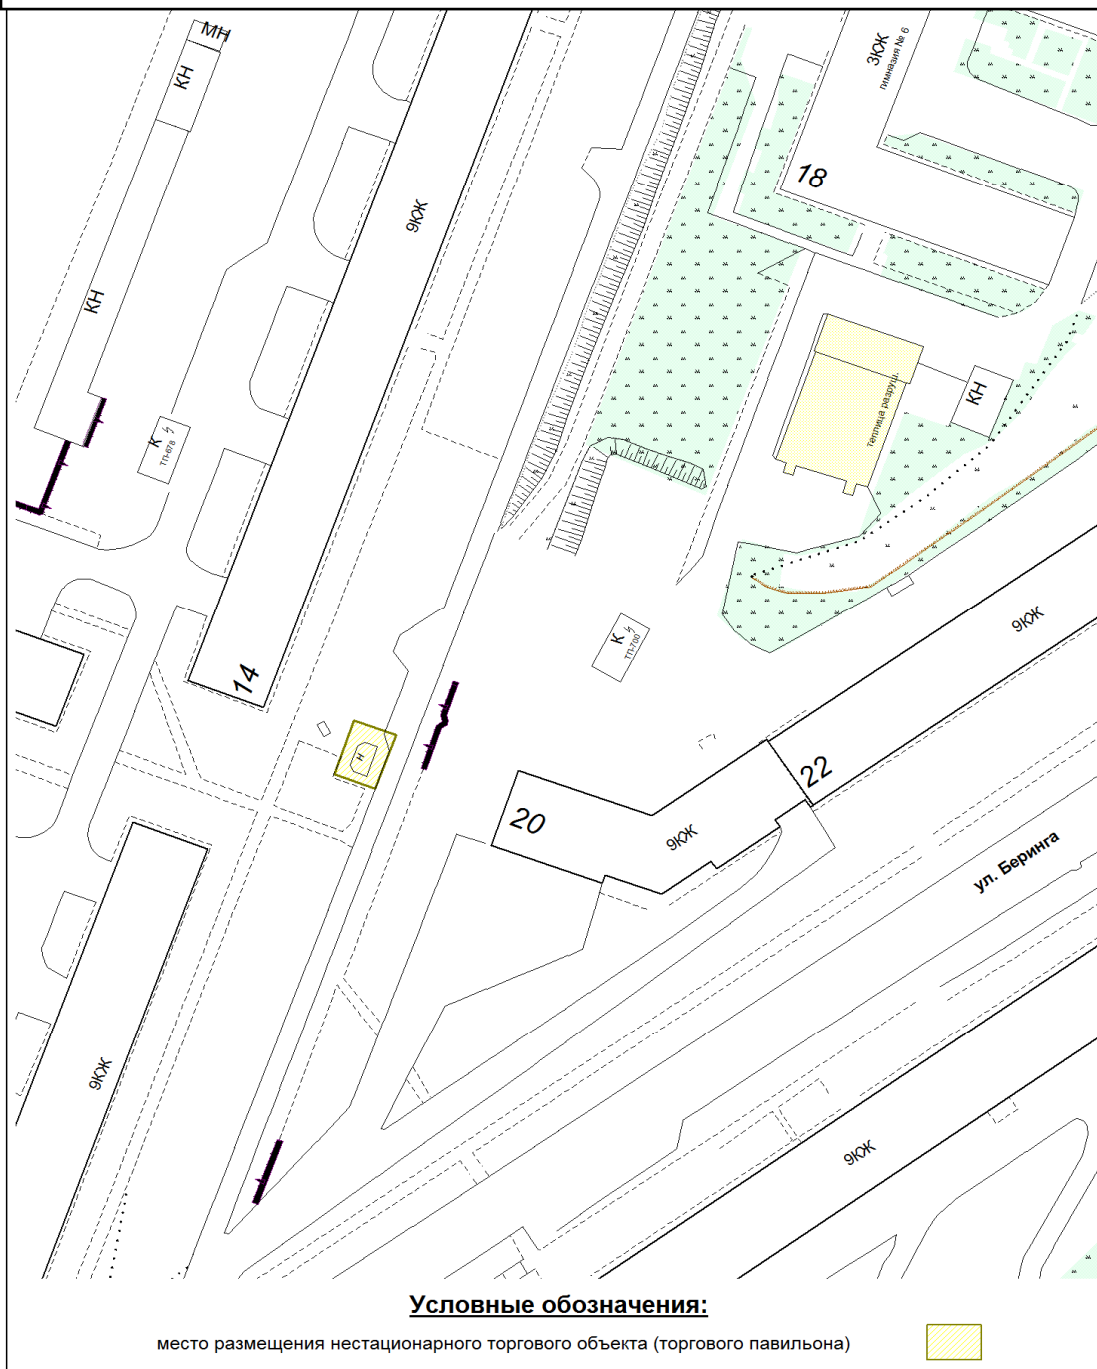 МН
КН
3КЖ
гимназия № 6
18
9КЖ
КН
теплица разруш.
КН
К
ТП-678
9КЖ
К
ТП-700
14
Н
22
20
9КЖ
ул. Беринга
9КЖ
9КЖ
Условные обозначения:
место размещения нестационарного торгового объекта (торгового павильона)